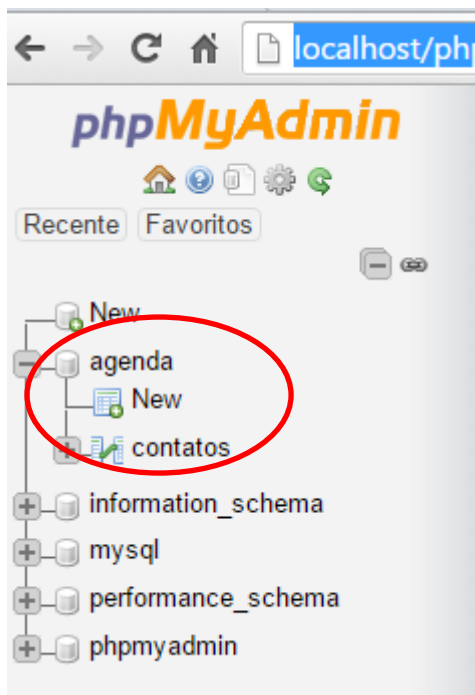 localhost/php
phpMyAdmin
Recente Favoritos
New
agenda
New
contatos
information_schema
mysql
performance_schema
phpmyadmin